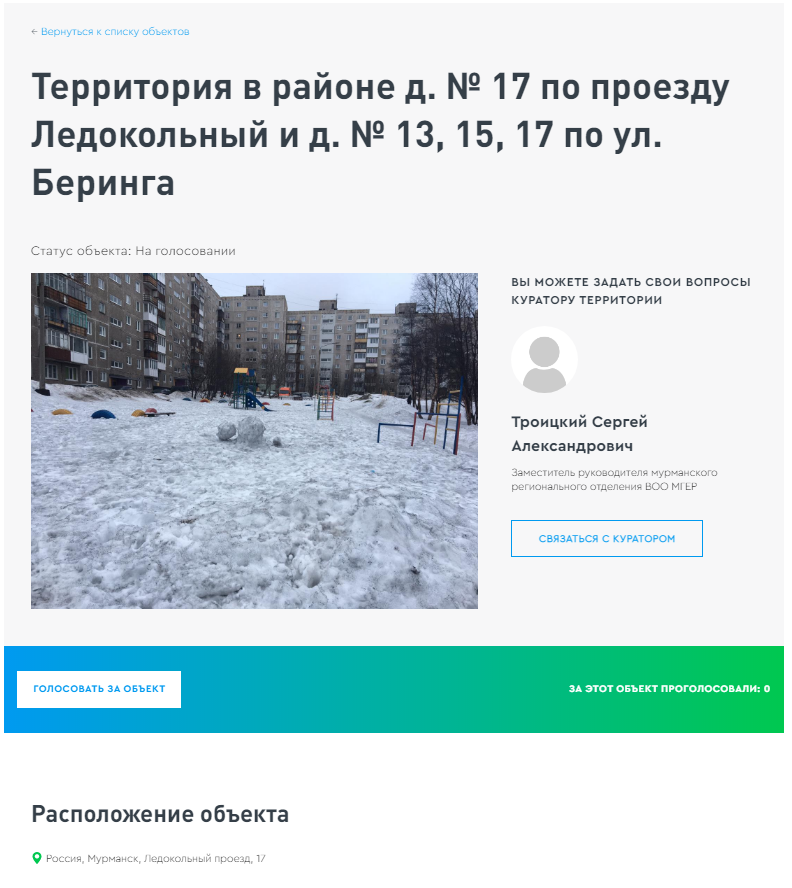 ← Вернуться к списку объектов
Территория в районе д. № 17 по проезду
Ледокольный и д. № 13, 15, 17 по ул.
Беринга
Статус объекта: На голосовании
ВЫ МОЖЕТЕ ЗАДАТЬ СВОИ ВОПРОСЫ
КУРАТОРУ ТЕРРИТОРИИ
Троицкий Сергей
Александрович
Заместитель руководителя мурманского
регионального отделения ВОО МГЕР
СВЯЗАТЬСЯ С КУРАТОРОМ
ГОЛОСОВАТЬ ЗА ОБЪЕКТ
ЗА ЭТОТ ОБЪЕКТ ПРОГОЛОСОВАЛИ: 0
Расположение объекта
Россия, Мурманск, Ледокольный проезд, 17